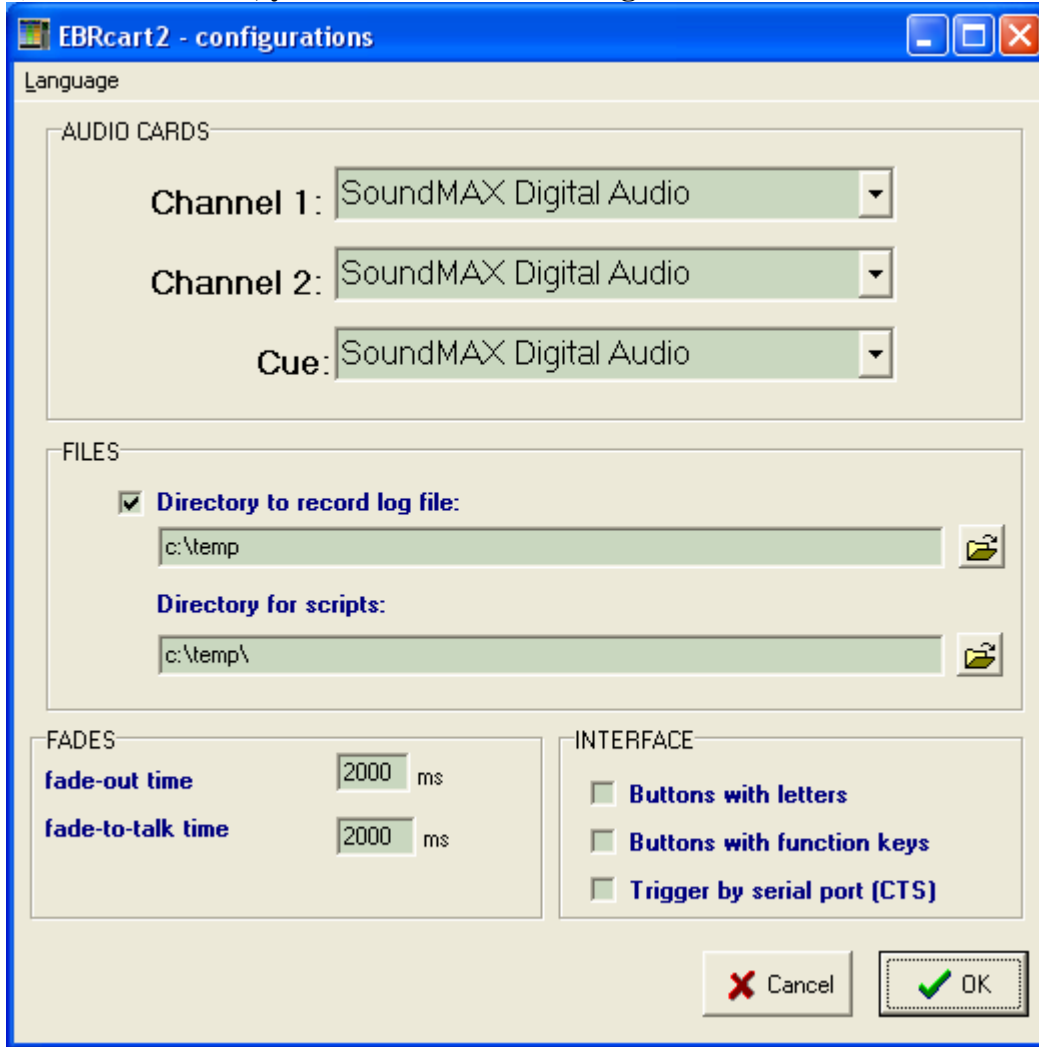 EBRcart2 - configurations
Language
AUDIO CARDS
Channel 1: SoundMAX Digital Audio
Channel 2: SoundMAX Digital Audio
Cue: SoundMAX Digital Audio
FILES
Directory to record log file:
c:\temp
Directory for scripts:
c:\temp\
FADES
fade-out time 2000 ms
fade-to-talk time 2000 ms
INTERFACE
Buttons with letters
Buttons with function keys
Trigger by serial port (CTS)
Cancel OK